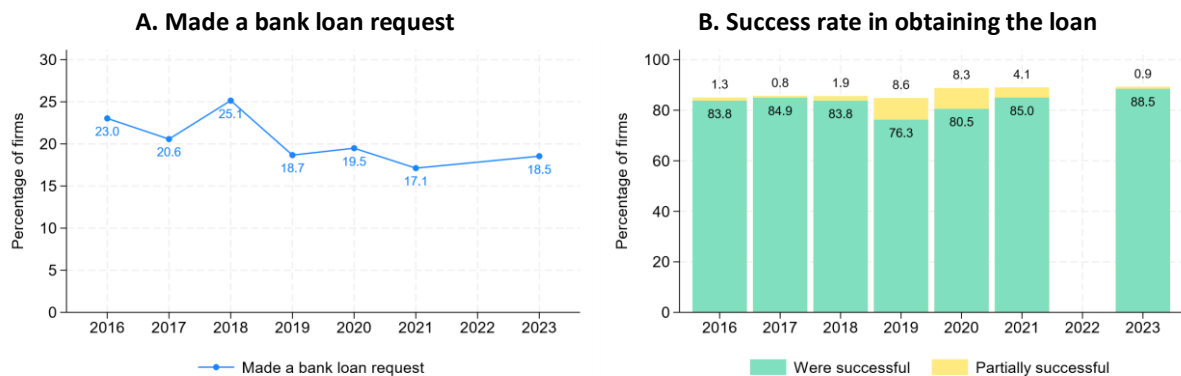 A. Made a bank loan request
Percentage of firms
30
25
20
15
10
5
0
23.0
20.6
25.1
18.7
19.5
17.1
18.5
2016 2017 2018 2019 2020 2021 2022 2023
Made a bank loan request
B. Success rate in obtaining the loan
Percentage of firms
100
80
60
40
20
0
1.3 0.8 1.9 8.6 8.3 4.1 0.9
83.8 84.9 83.8 76.3 80.5 85.0 88.5
2016 2017 2018 2019 2020 2021 2022 2023
Were successful Partially successful